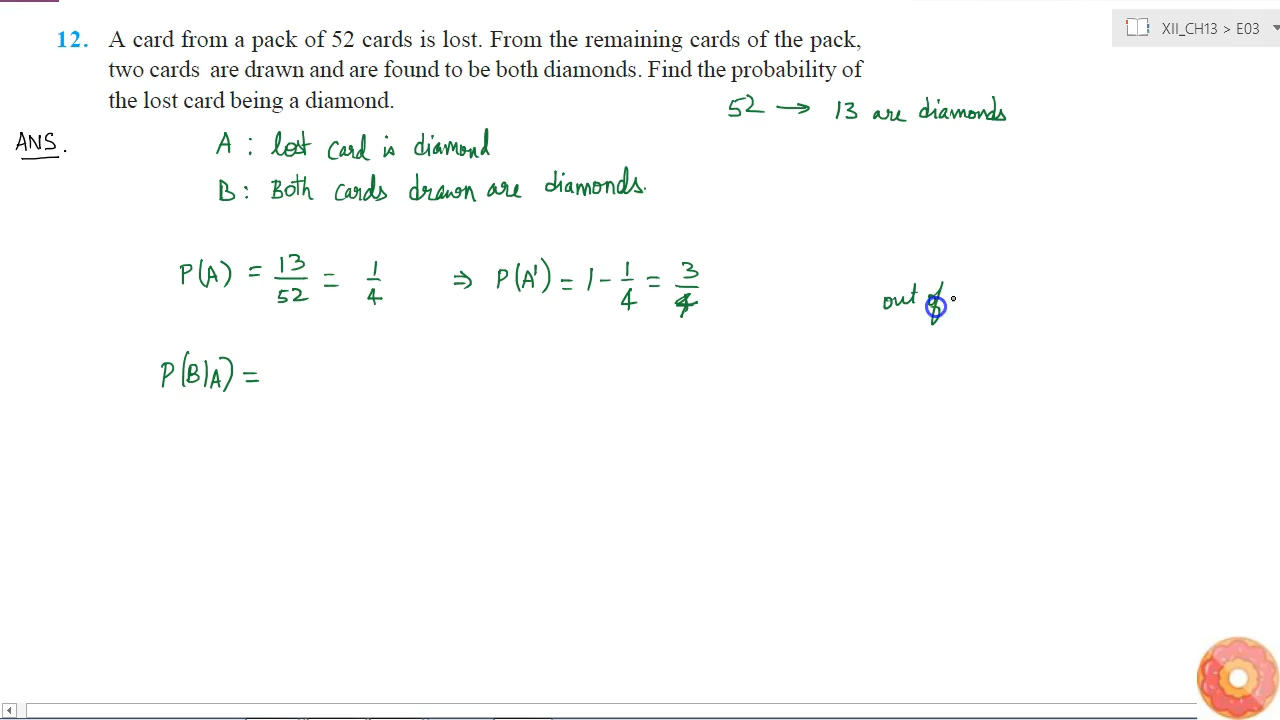 XII_CH13 > E03
12. A card from a pack of 52 cards is lost. From the remaining cards of the pack,
two cards are drawn and are found to be both diamonds. Find the probability of
the lost card being a diamond.
52 → 13 are diamonds
ANS.
A : lost card is diamond
B : Both cards drawn are diamonds.
P(A) = 13/52 = 1/4 ⇒ P(A') = 1 - 1/4 = 3/4
out of
P(B|A) =